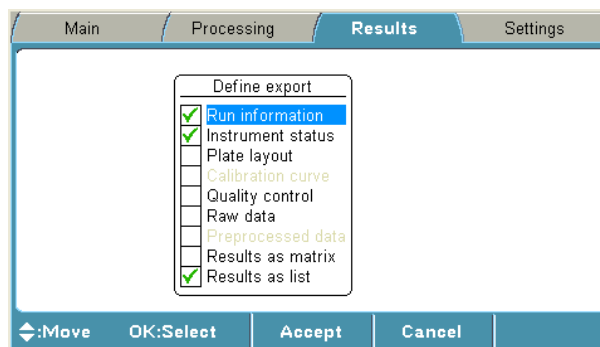 Main Processing Results Settings
Define export
Run information
Instrument status
Plate layout
Calibration curve
Quality control
Raw data
Preprocessed data
Results as matrix
Results as list
:Move OK:Select Accept Cancel